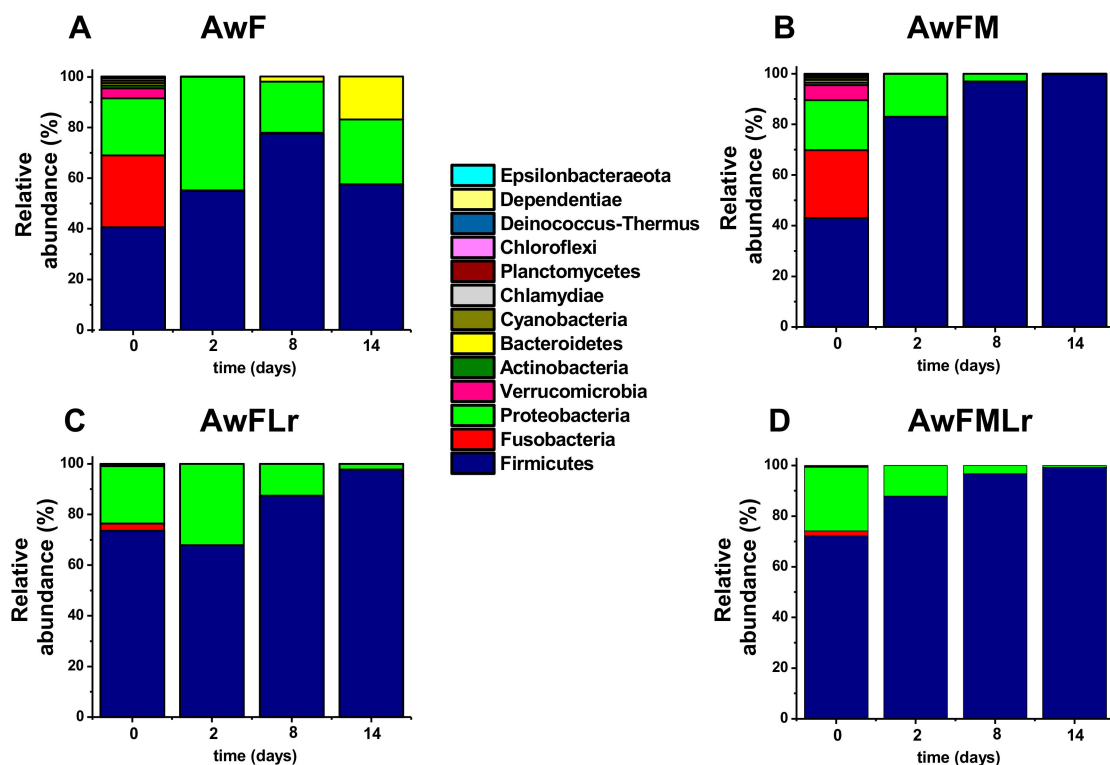 A
AwF
Relative
abundance (%)
100
80
60
40
20
0
0
2
8
14
time (days)
B
AwFM
Relative
abundance (%)
100
80
60
40
20
0
0
2
8
14
time (days)
Epsilonbacteraeota
Dependentiae
Deinococcus-Thermus
Chloroflexi
Planctomycetes
Chlamydiae
Cyanobacteria
Bacteroidetes
Actinobacteria
Verrucomicrobia
Proteobacteria
Fusobacteria
Firmicutes
C
AwFLr
Relative
abundance (%)
100
80
60
40
20
0
0
2
8
14
time (days)
D
AwFMLr
Relative
abundance (%)
100
80
60
40
20
0
0
2
8
14
time (days)